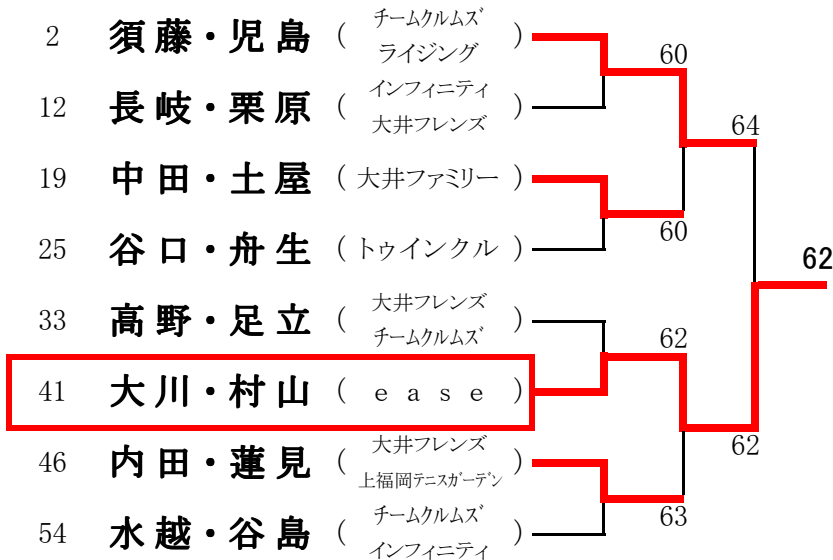 2 須藤・児島 ( チームクルムズ ライジング )
60
12 長岐・栗原 ( インフィニティ 大井フレンズ )
64
19 中田・土屋 ( 大井ファミリー )
60
25 谷口・舟生 ( トゥインクル )
62
33 高野・足立 ( 大井フレンズ チームクルムズ )
62
41 大川・村山 ( ease )
62
46 内田・蓮見 ( 大井フレンズ 上福岡テニスガーデン )
63
54 水越・谷島 ( チームクルムズ インフィニティ )